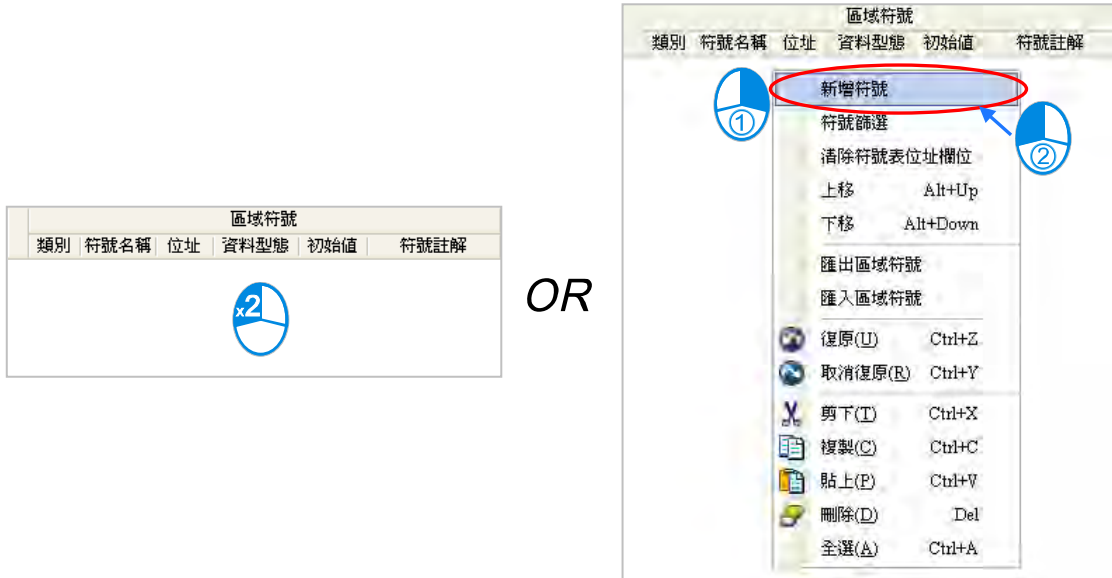 區域符號
類別 符號名稱 位址 資料型態 初始值 符號註解
x2
OR
區域符號
類別 符號名稱 位址 資料型態 初始值 符號註解
新增符號
①
②
符號篩選
清除符號表位址欄位
上移 Alt+Up
下移 Alt+Down
匯出區域符號
匯入區域符號
復原(U) Ctrl+Z
取消復原(R) Ctrl+Y
剪下(T) Ctrl+X
複製(C) Ctrl+C
貼上(P) Ctrl+V
刪除(D) Del
全選(A) Ctrl+A